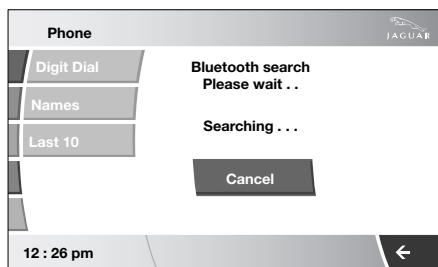 Phone
JAGUAR
Digit Dial
Names
Last 10
Bluetooth search
Please wait . .
Searching . . .
Cancel
12 : 26 pm